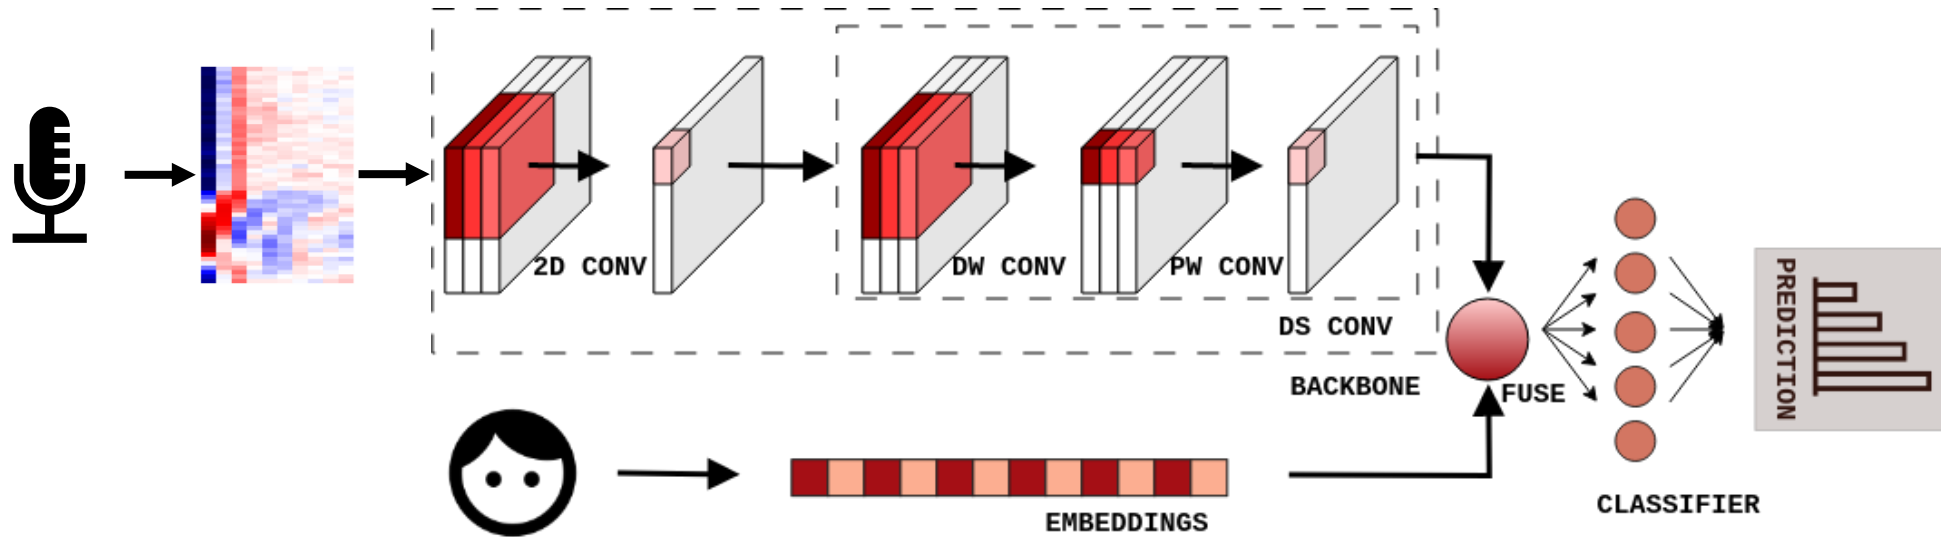 2D CONV
DW CONV
PW CONV
DS CONV
BACKBONE
FUSE
PREDICTION
EMBEDDINGS
CLASSIFIER